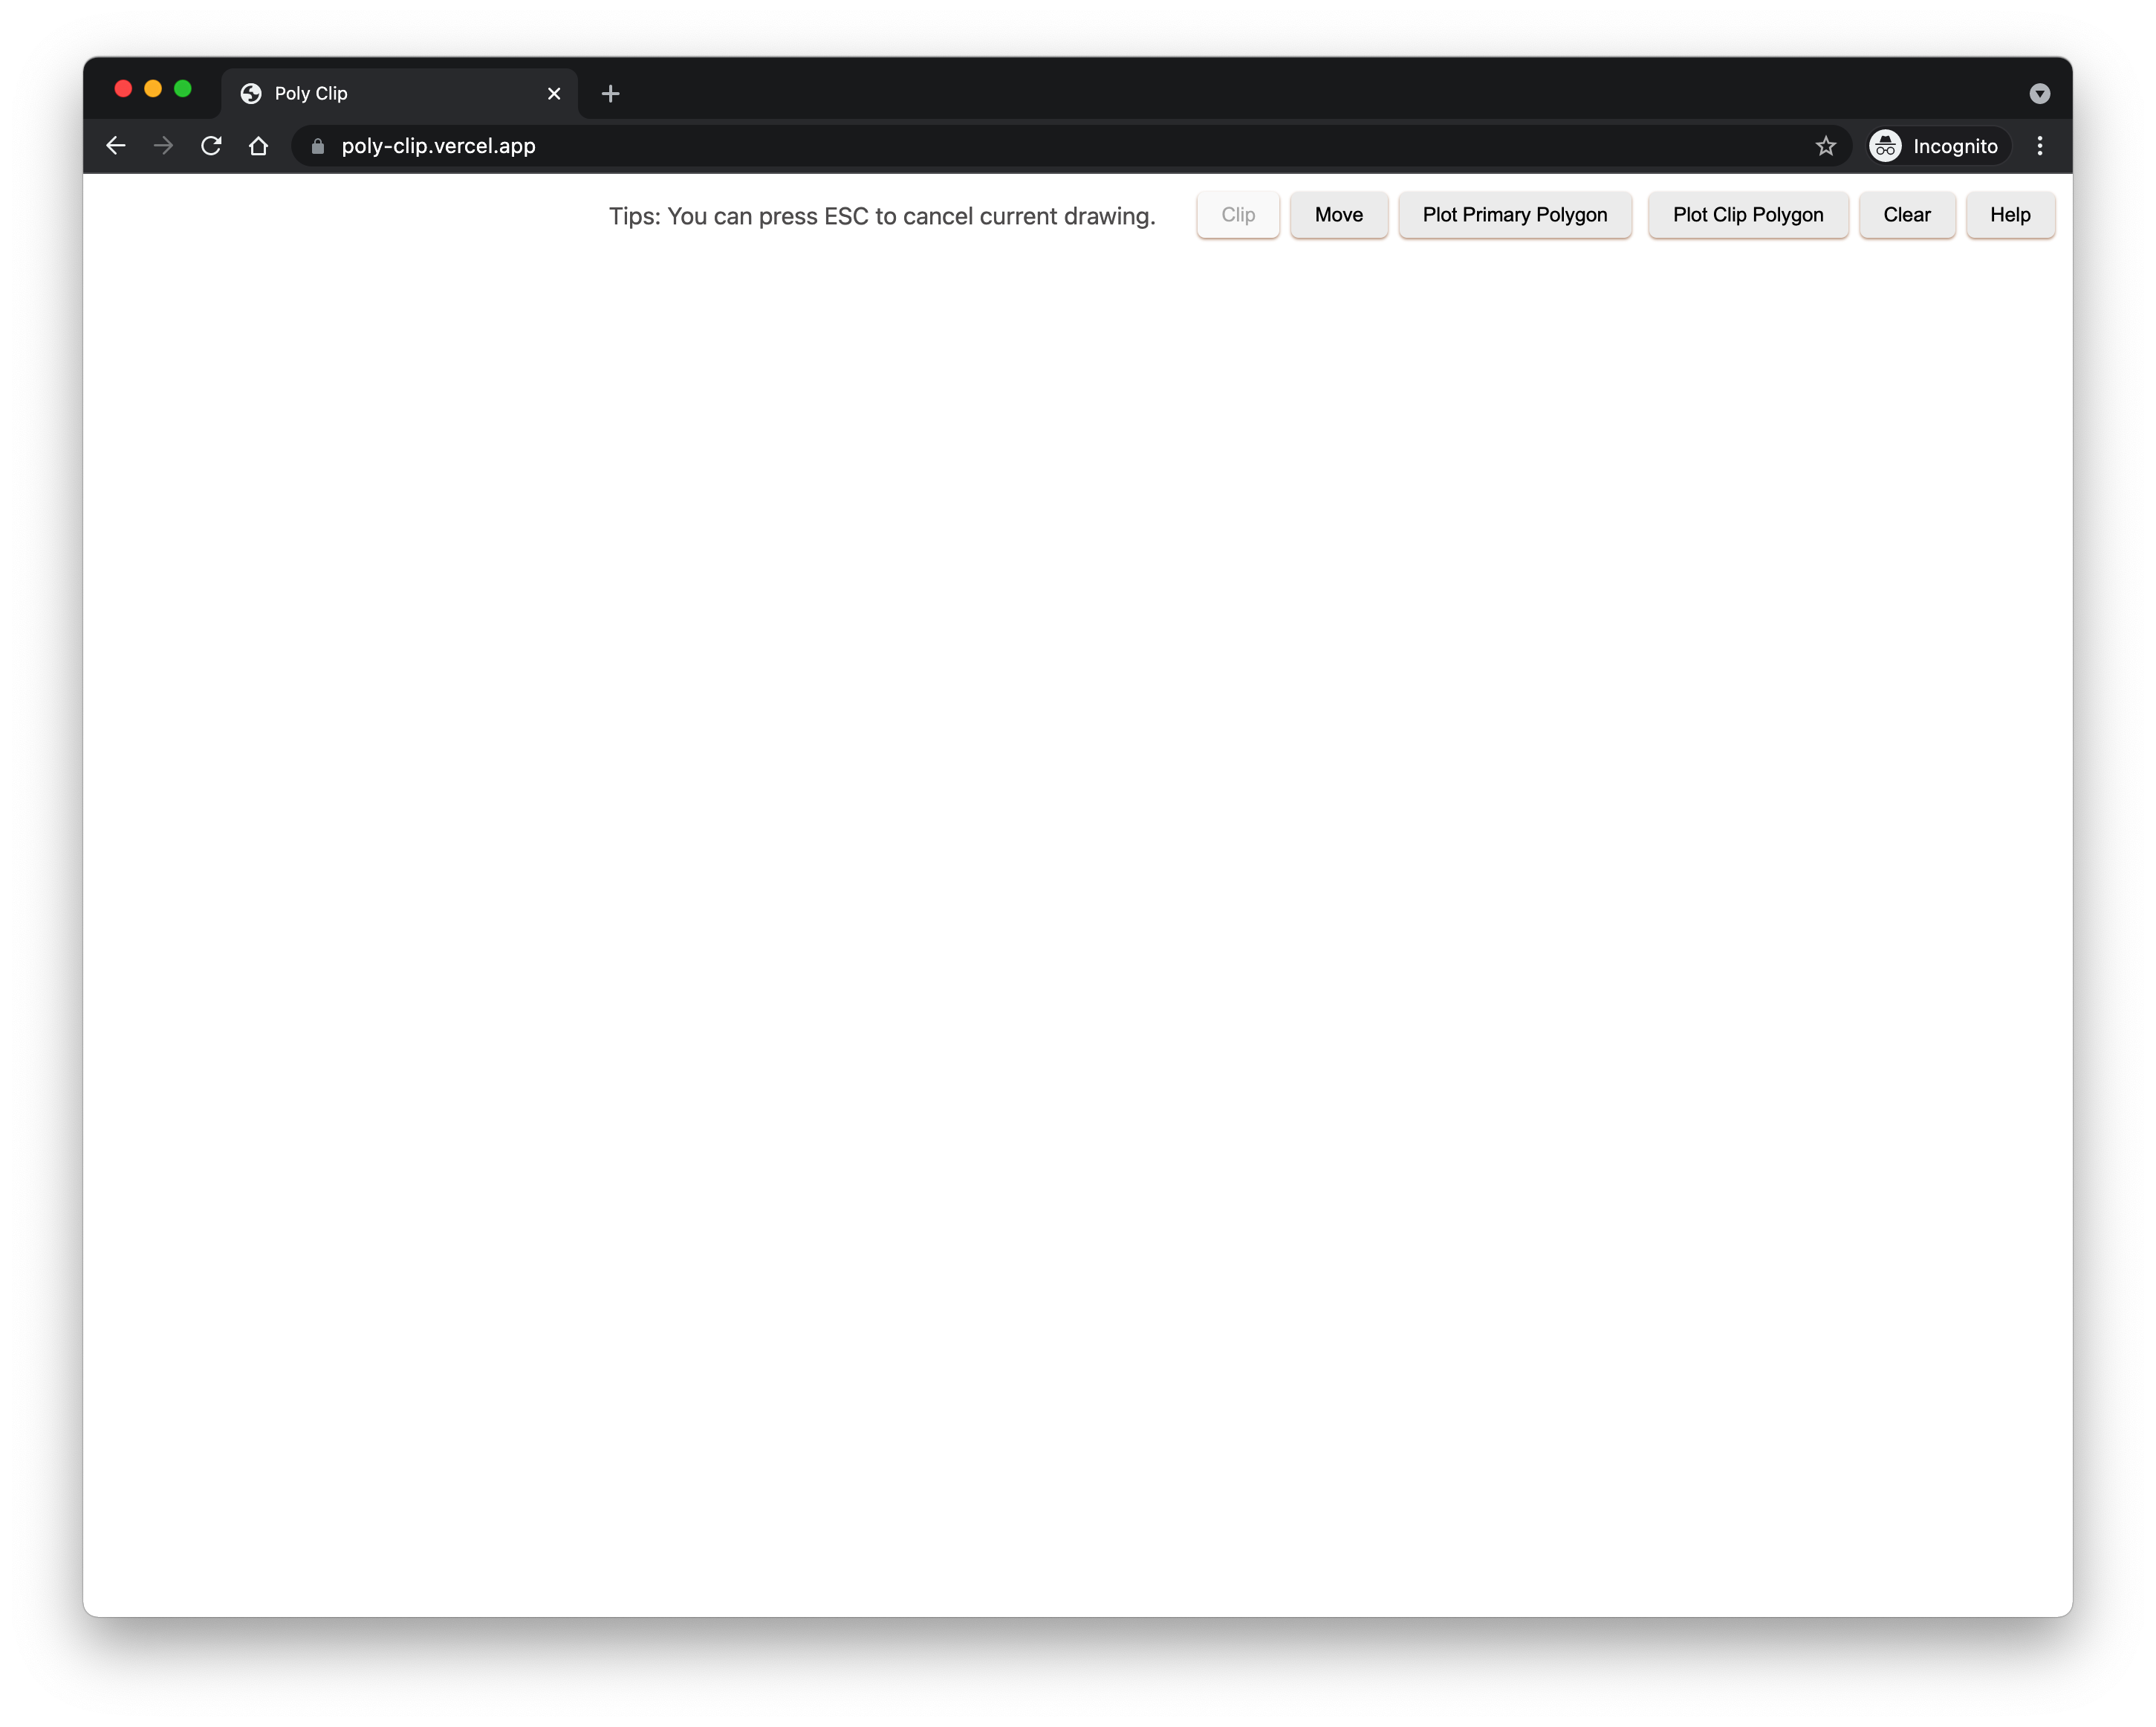 Poly Clip
poly-clip.vercel.app
Incognito
Tips: You can press ESC to cancel current drawing. Clip Move Plot Primary Polygon Plot Clip Polygon Clear Help